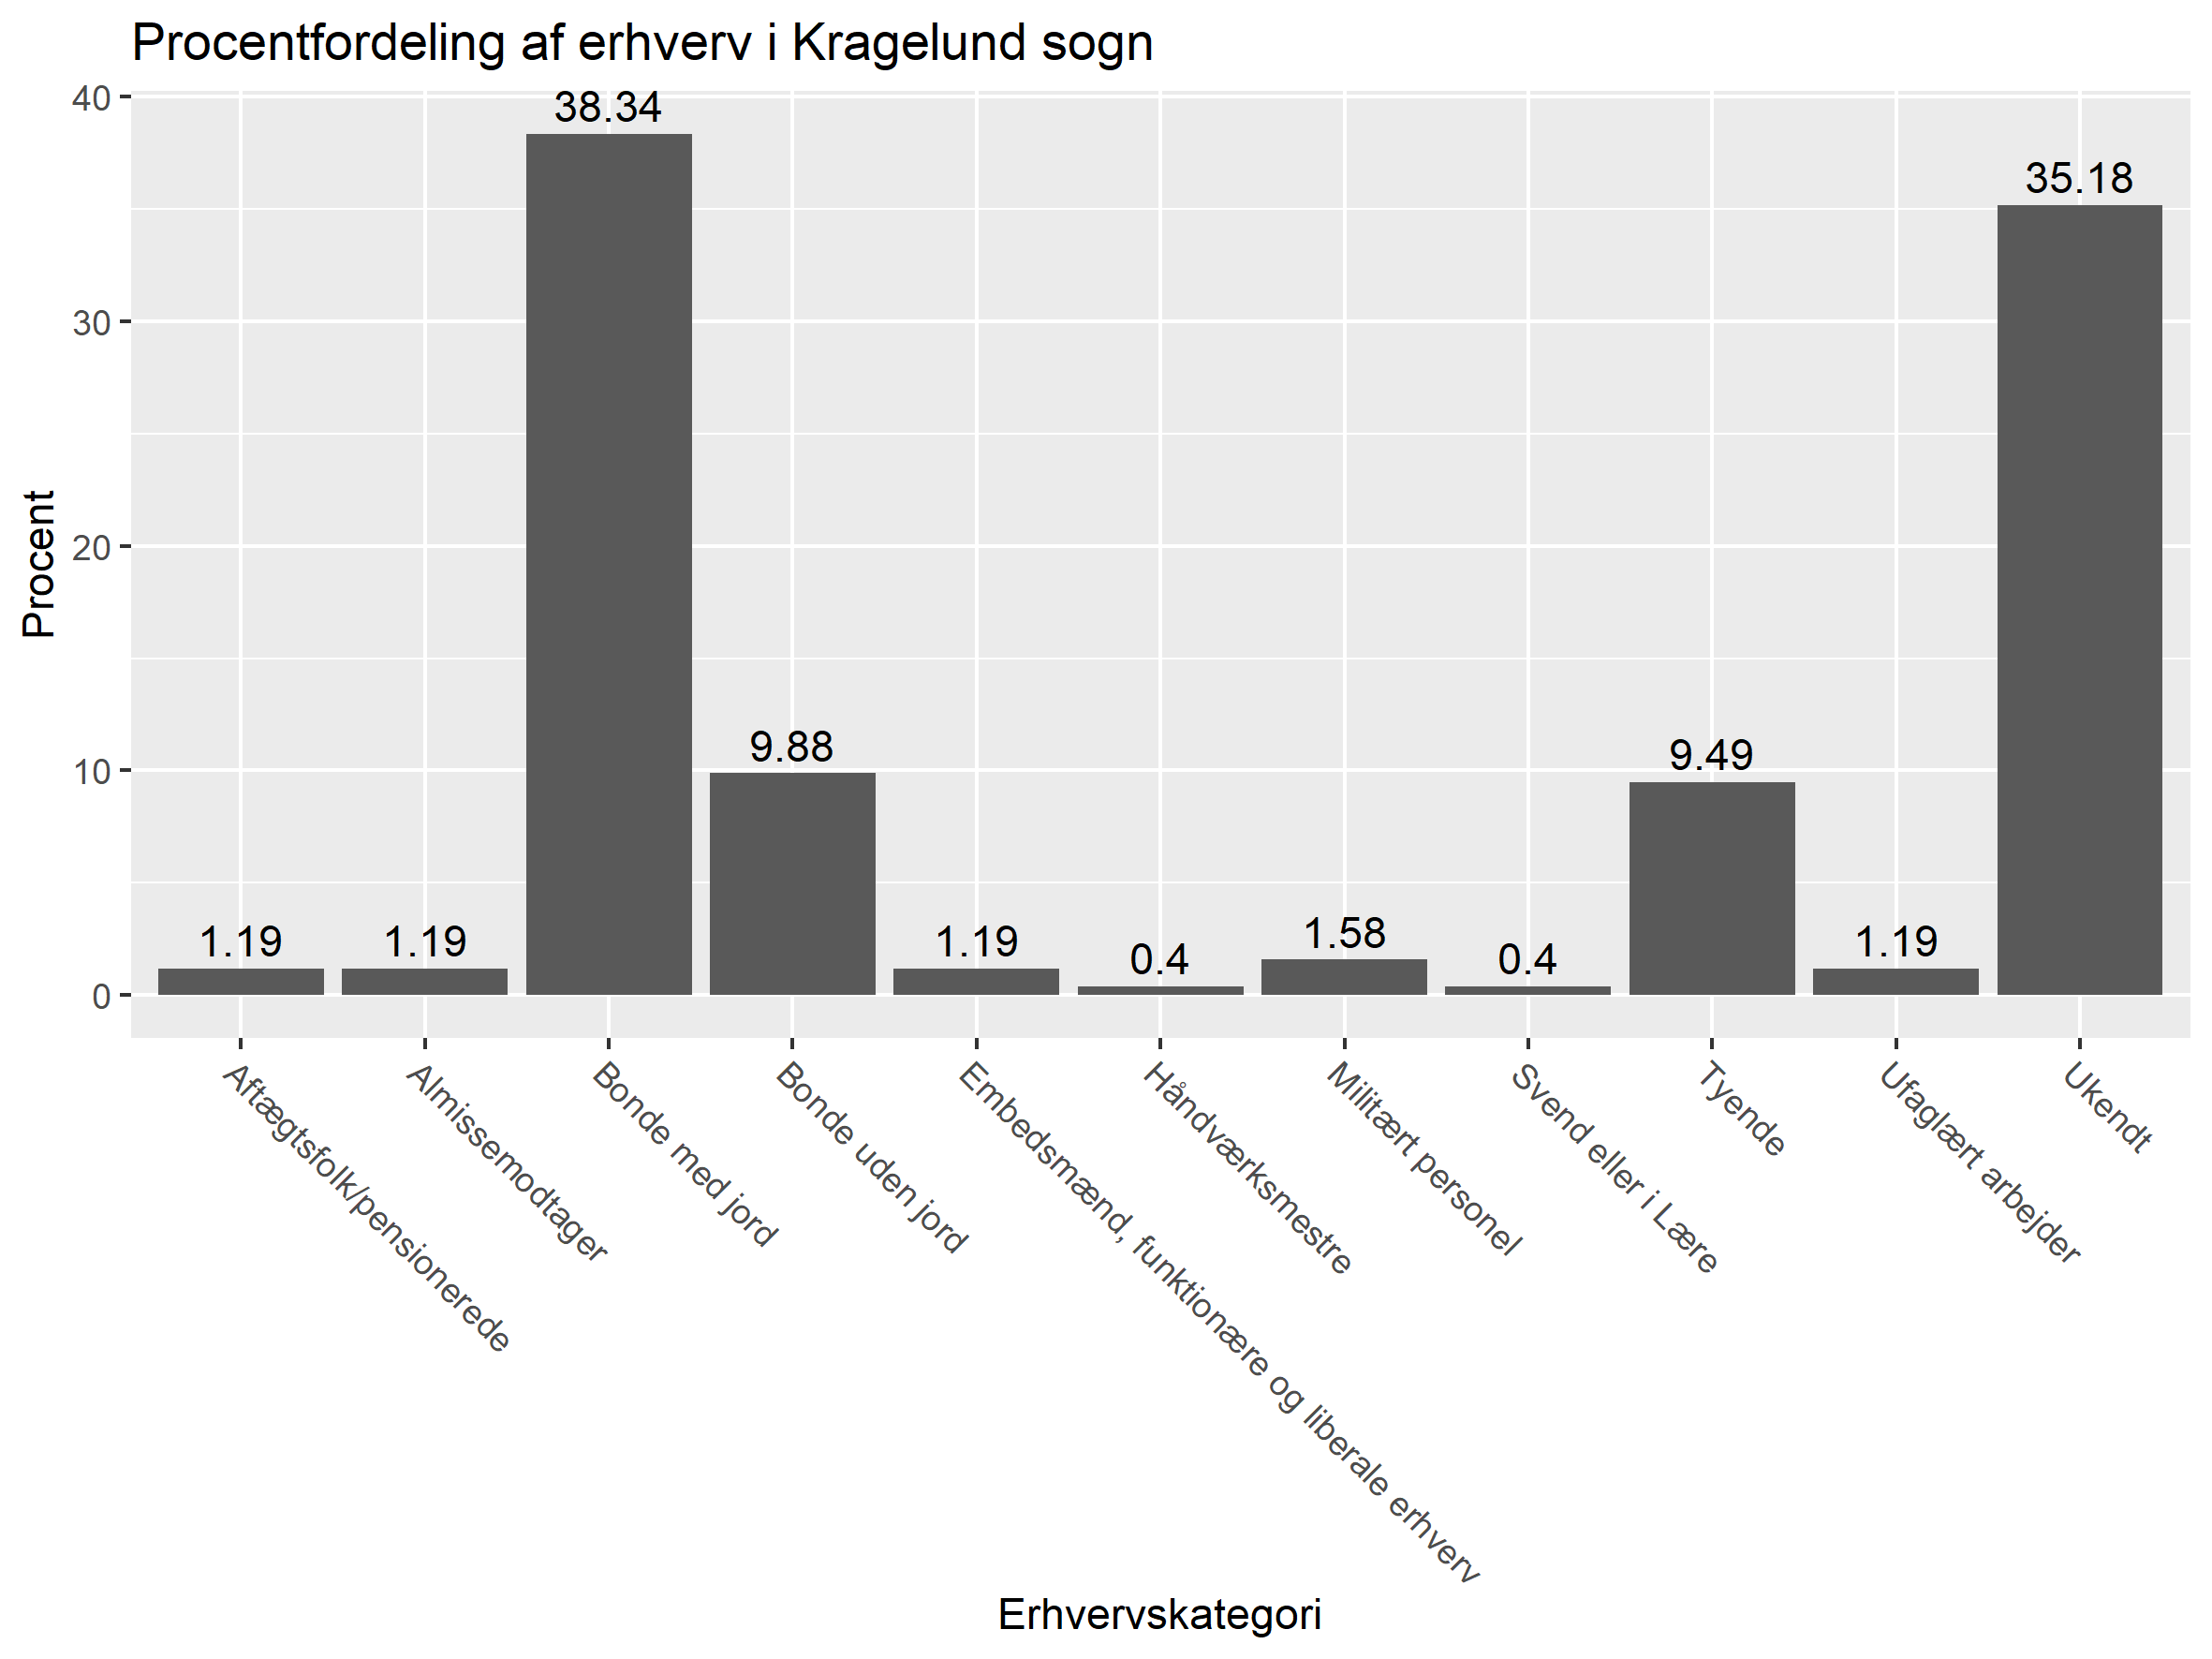 Procentfordeling af erhverv i Kragelund sogn
Procent
40
30
20
10
0
1.19
1.19
38.34
9.88
1.19
0.4
1.58
0.4
9.49
1.19
35.18
Aftægtsfolk/pensionerede
Almissemodtager
Bonde med jord
Bonde uden jord
Embedsmænd, funktionære og liberale erhverv
Håndværksmestre
Militært personel
Svend eller i Lære
Tyende
Ufaglært arbejder
Ukendt
Erhvervskategori